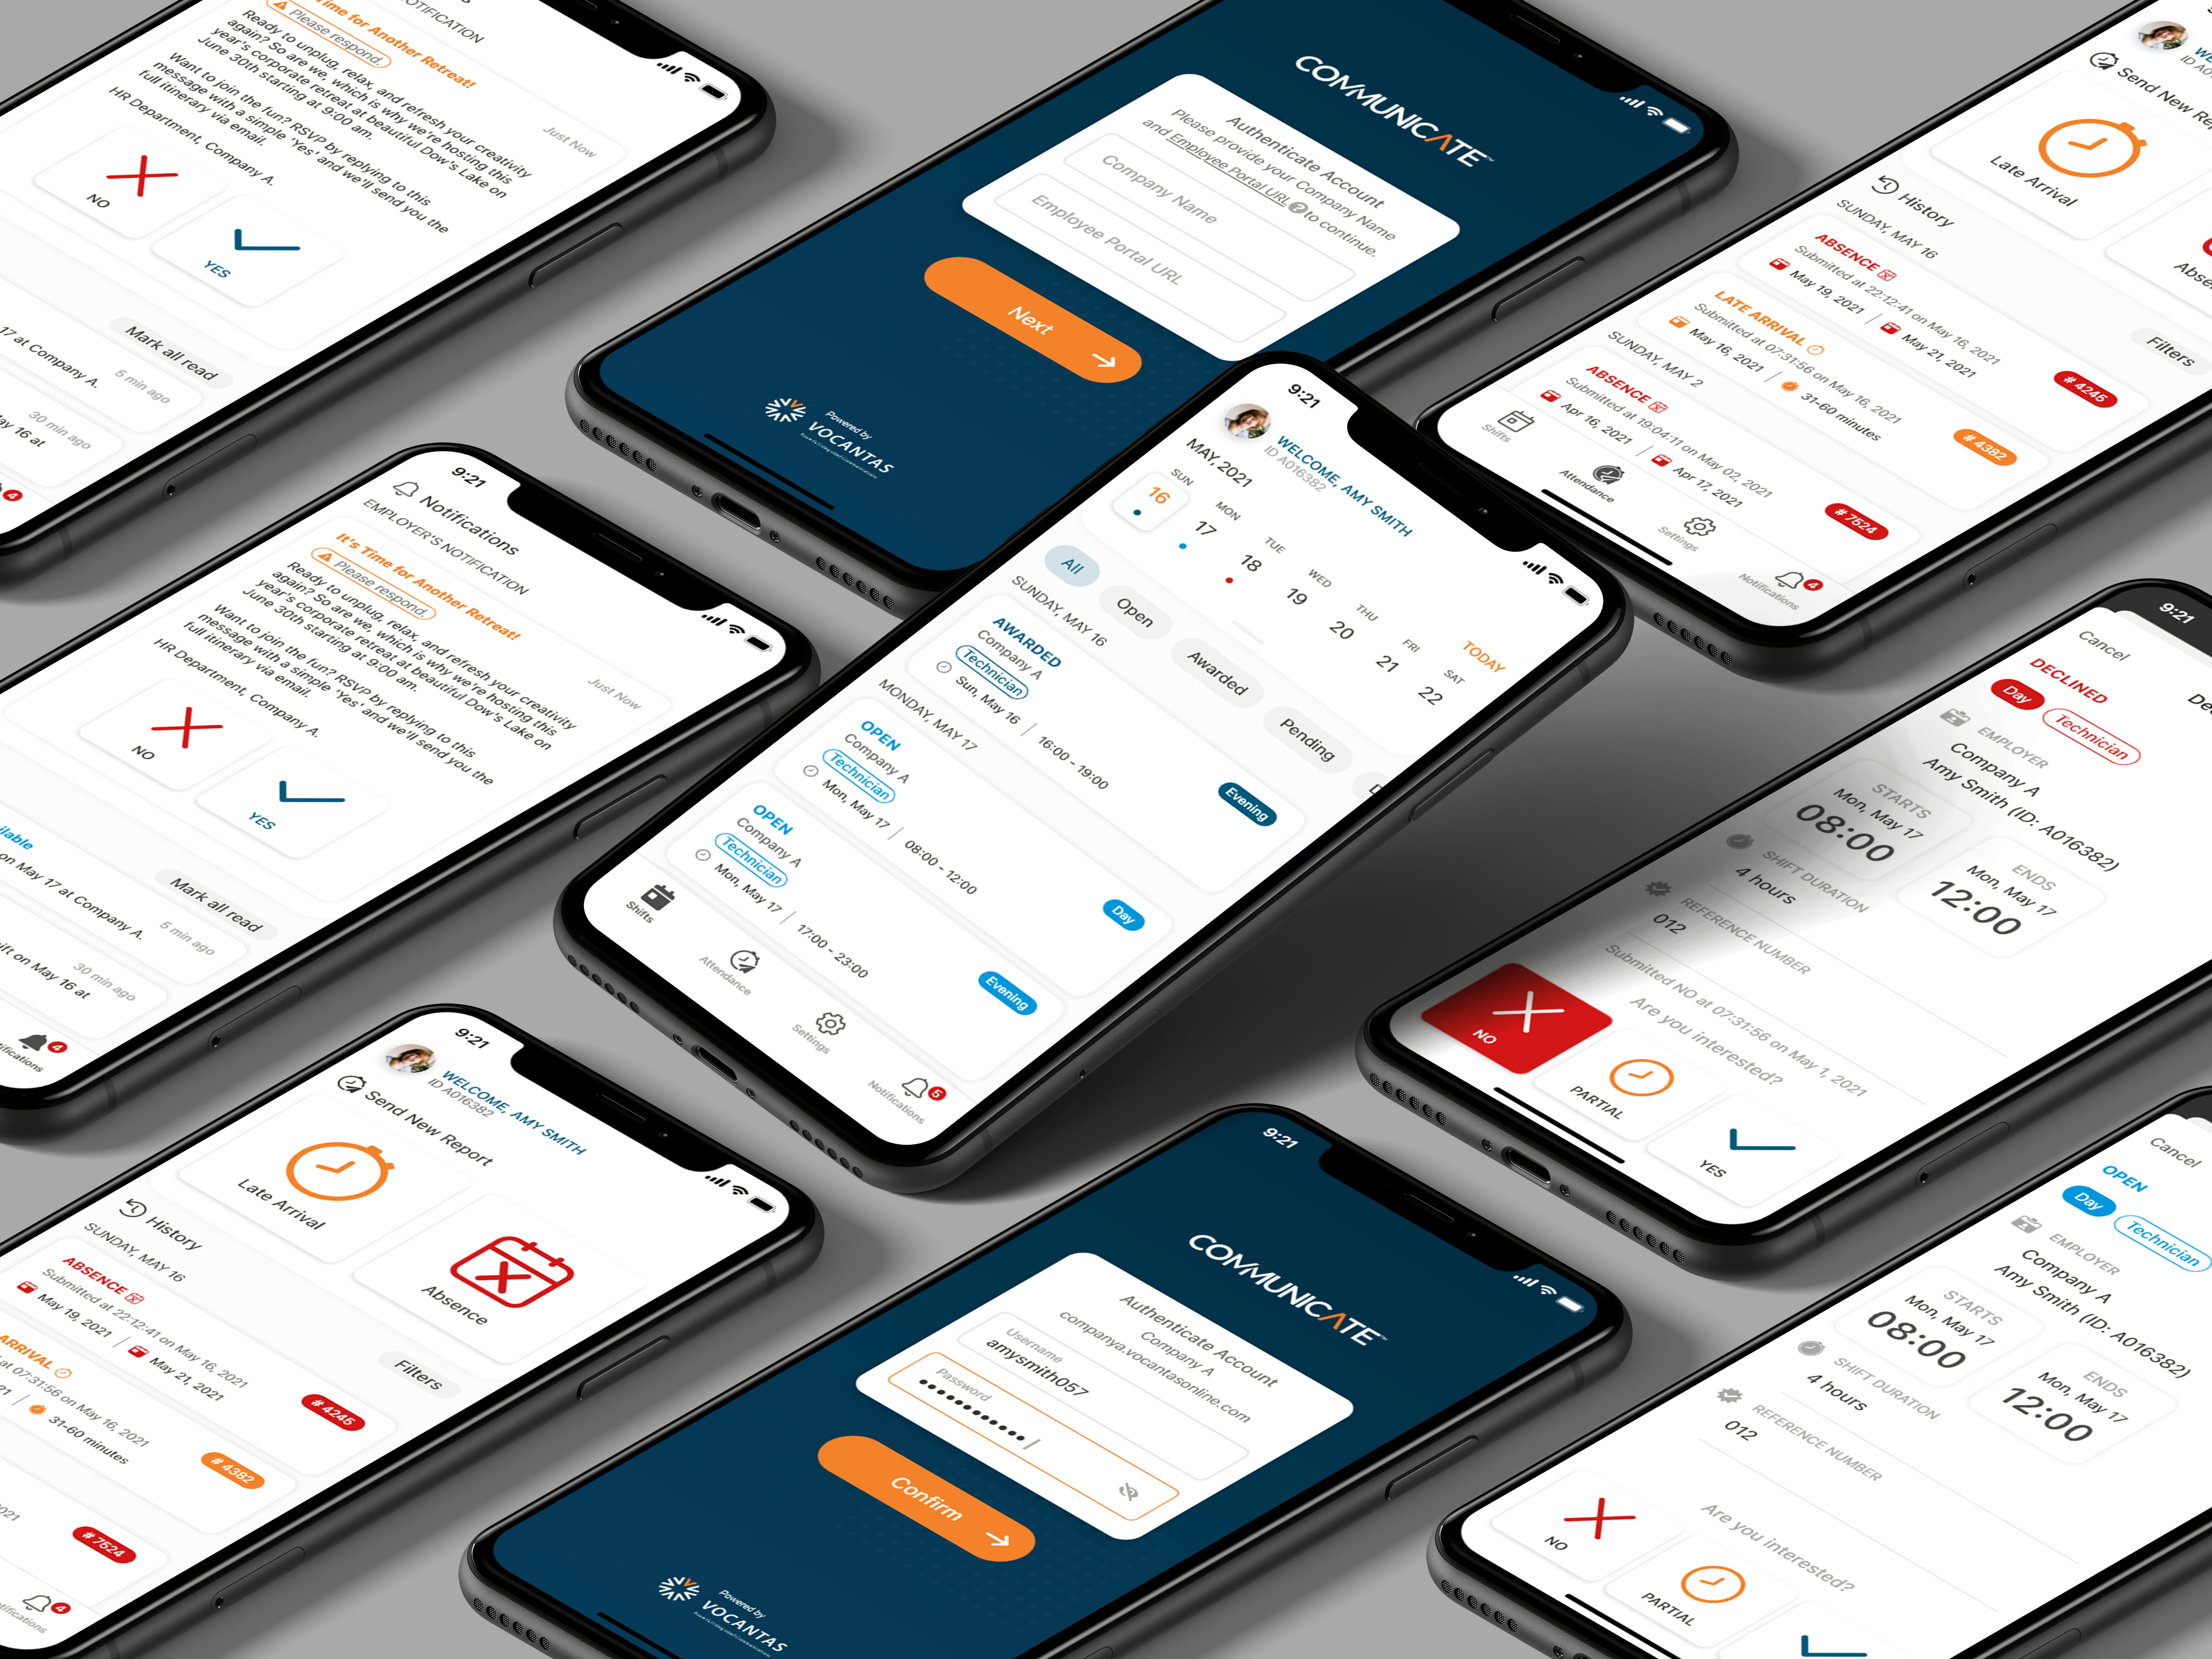 OTIFICATION
Time for Another Retreat!
Please respond.
Just Now
Ready to unplug, relax, and refresh your creativity
again? So are we, which is why we're hosting this
year's corporate retreat at beautiful Dow's Lake on
June 30th starting at 9:00 am.
Want to join the fun? RSVP by replying to this
message with a simple 'Yes' and we'll send you the
full itinerary via email.
HR Department, Company A.
NO
YES
Mark all read
17 at Company A.
5 min ago
30 min ago
May 16 at
4
COMMUNICATE™
Authenticate Account
Please provide your Company Name
and Employee Portal URL ? to continue.
Company Name
Employee Portal URL
Next
Powered by
VOCANTAS
ID A01
Send New Re
Late Arrival
Abse
History
Filters
SUNDAY, MAY 16
ABSENCE
Submitted at 22:12:41 on May 16, 2021
May 19, 2021
May 21, 2021
# 4245
LATE ARRIVAL
Submitted at 07:31:56 on May 16, 2021
May 16, 2021
31-60 minutes
# 4382
SUNDAY, MAY 2
ABSENCE
Submitted at 19:04:11 on May 02, 2021
Apr 16, 2021
Apr 17, 2021
# 7524
Shifts
Attendance
Settings
Notifications
4
9:21
Notifications
EMPLOYER'S NOTIFICATION
It's Time for Another Retreat!
Please respond.
Just Now
Ready to unplug, relax, and refresh your creativity
again? So are we, which is why we're hosting this
year's corporate retreat at beautiful Dow's Lake on
June 30th starting at 9:00 am.
Want to join the fun? RSVP by replying to this
message with a simple 'Yes' and we'll send you the
full itinerary via email.
HR Department, Company A.
NO
YES
Mark all read
ilable
on May 17 at Company A.
5 min ago
30 min ago
ift on May 16 at
4
tifications
9:21
WELCOME, AMY SMITH
ID A016382
MAY, 2021
TODAY
SUN
MON
TUE
WED
THU
FRI
SAT
16
17
18
19
20
21
22
All
Open
Awarded
Pending
D
SUNDAY, MAY 16
AWARDED
Company A
Technician
Sun, May 16
16:00 - 19:00
Evening
MONDAY, MAY 17
OPEN
Company A
Technician
Mon, May 17
08:00 - 12:00
Day
OPEN
Company A
Technician
Mon, May 17
17:00 - 23:00
Evening
Shifts
Attendance
Settings
Notifications
5
9:21
Cancel
De
DECLINED
Day
Technician
EMPLOYER
Company A
Amy Smith (ID: A016382)
STARTS
Mon, May 17
08:00
ENDS
Mon, May 17
12:00
SHIFT DURATION
4 hours
REFERENCE NUMBER
012
Submitted NO at 07:31:56 on May 1, 2021
Are you interested?
NO
PARTIAL
YES
9:21
WELCOME, AMY SMITH
ID A016382
Send New Report
Late Arrival
Absence
History
Filters
SUNDAY, MAY 16
ABSENCE
Submitted at 22:12:41 on May 16, 2021
May 19, 2021
May 21, 2021
# 4245
ARRIVAL
at 07:31:56 on May 16, 2021
31-60 minutes
# 4382
2021
# 7524
4
tifications
9:21
COMMUNICATE™
Authenticate Account
Company A
companya.vocantasonline.com
Username
amysmith057
Password
Confirm
Powered by
VOCANTAS
Cancel
OPEN
Day
Technician
EMPLOYER
Company A
Amy Smith (ID: A016382)
STARTS
Mon, May 17
08:00
ENDS
Mon, May 17
12:00
SHIFT DURATION
4 hours
REFERENCE NUMBER
012
Are you interested?
NO
PARTIAL